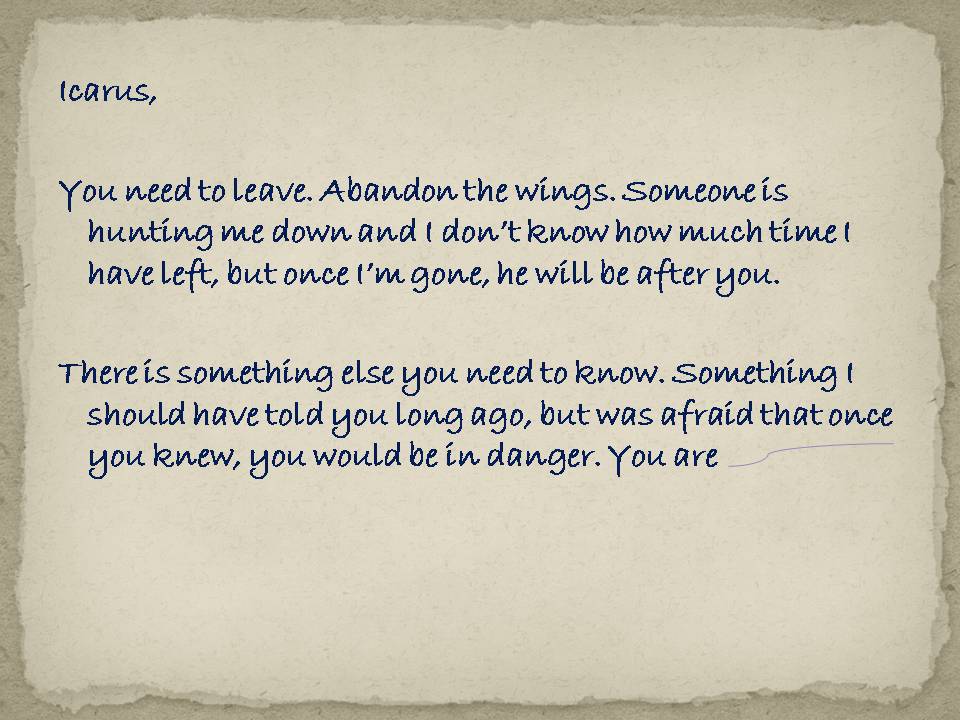 Icarus,
You need to leave. Abandon the wings. Someone is
hunting me down and I don't know how much time I
have left, but once I'm gone, he will be after you.
There is something else you need to know. Something I
should have told you long ago, but was afraid that once
you knew, you would be in danger. You are